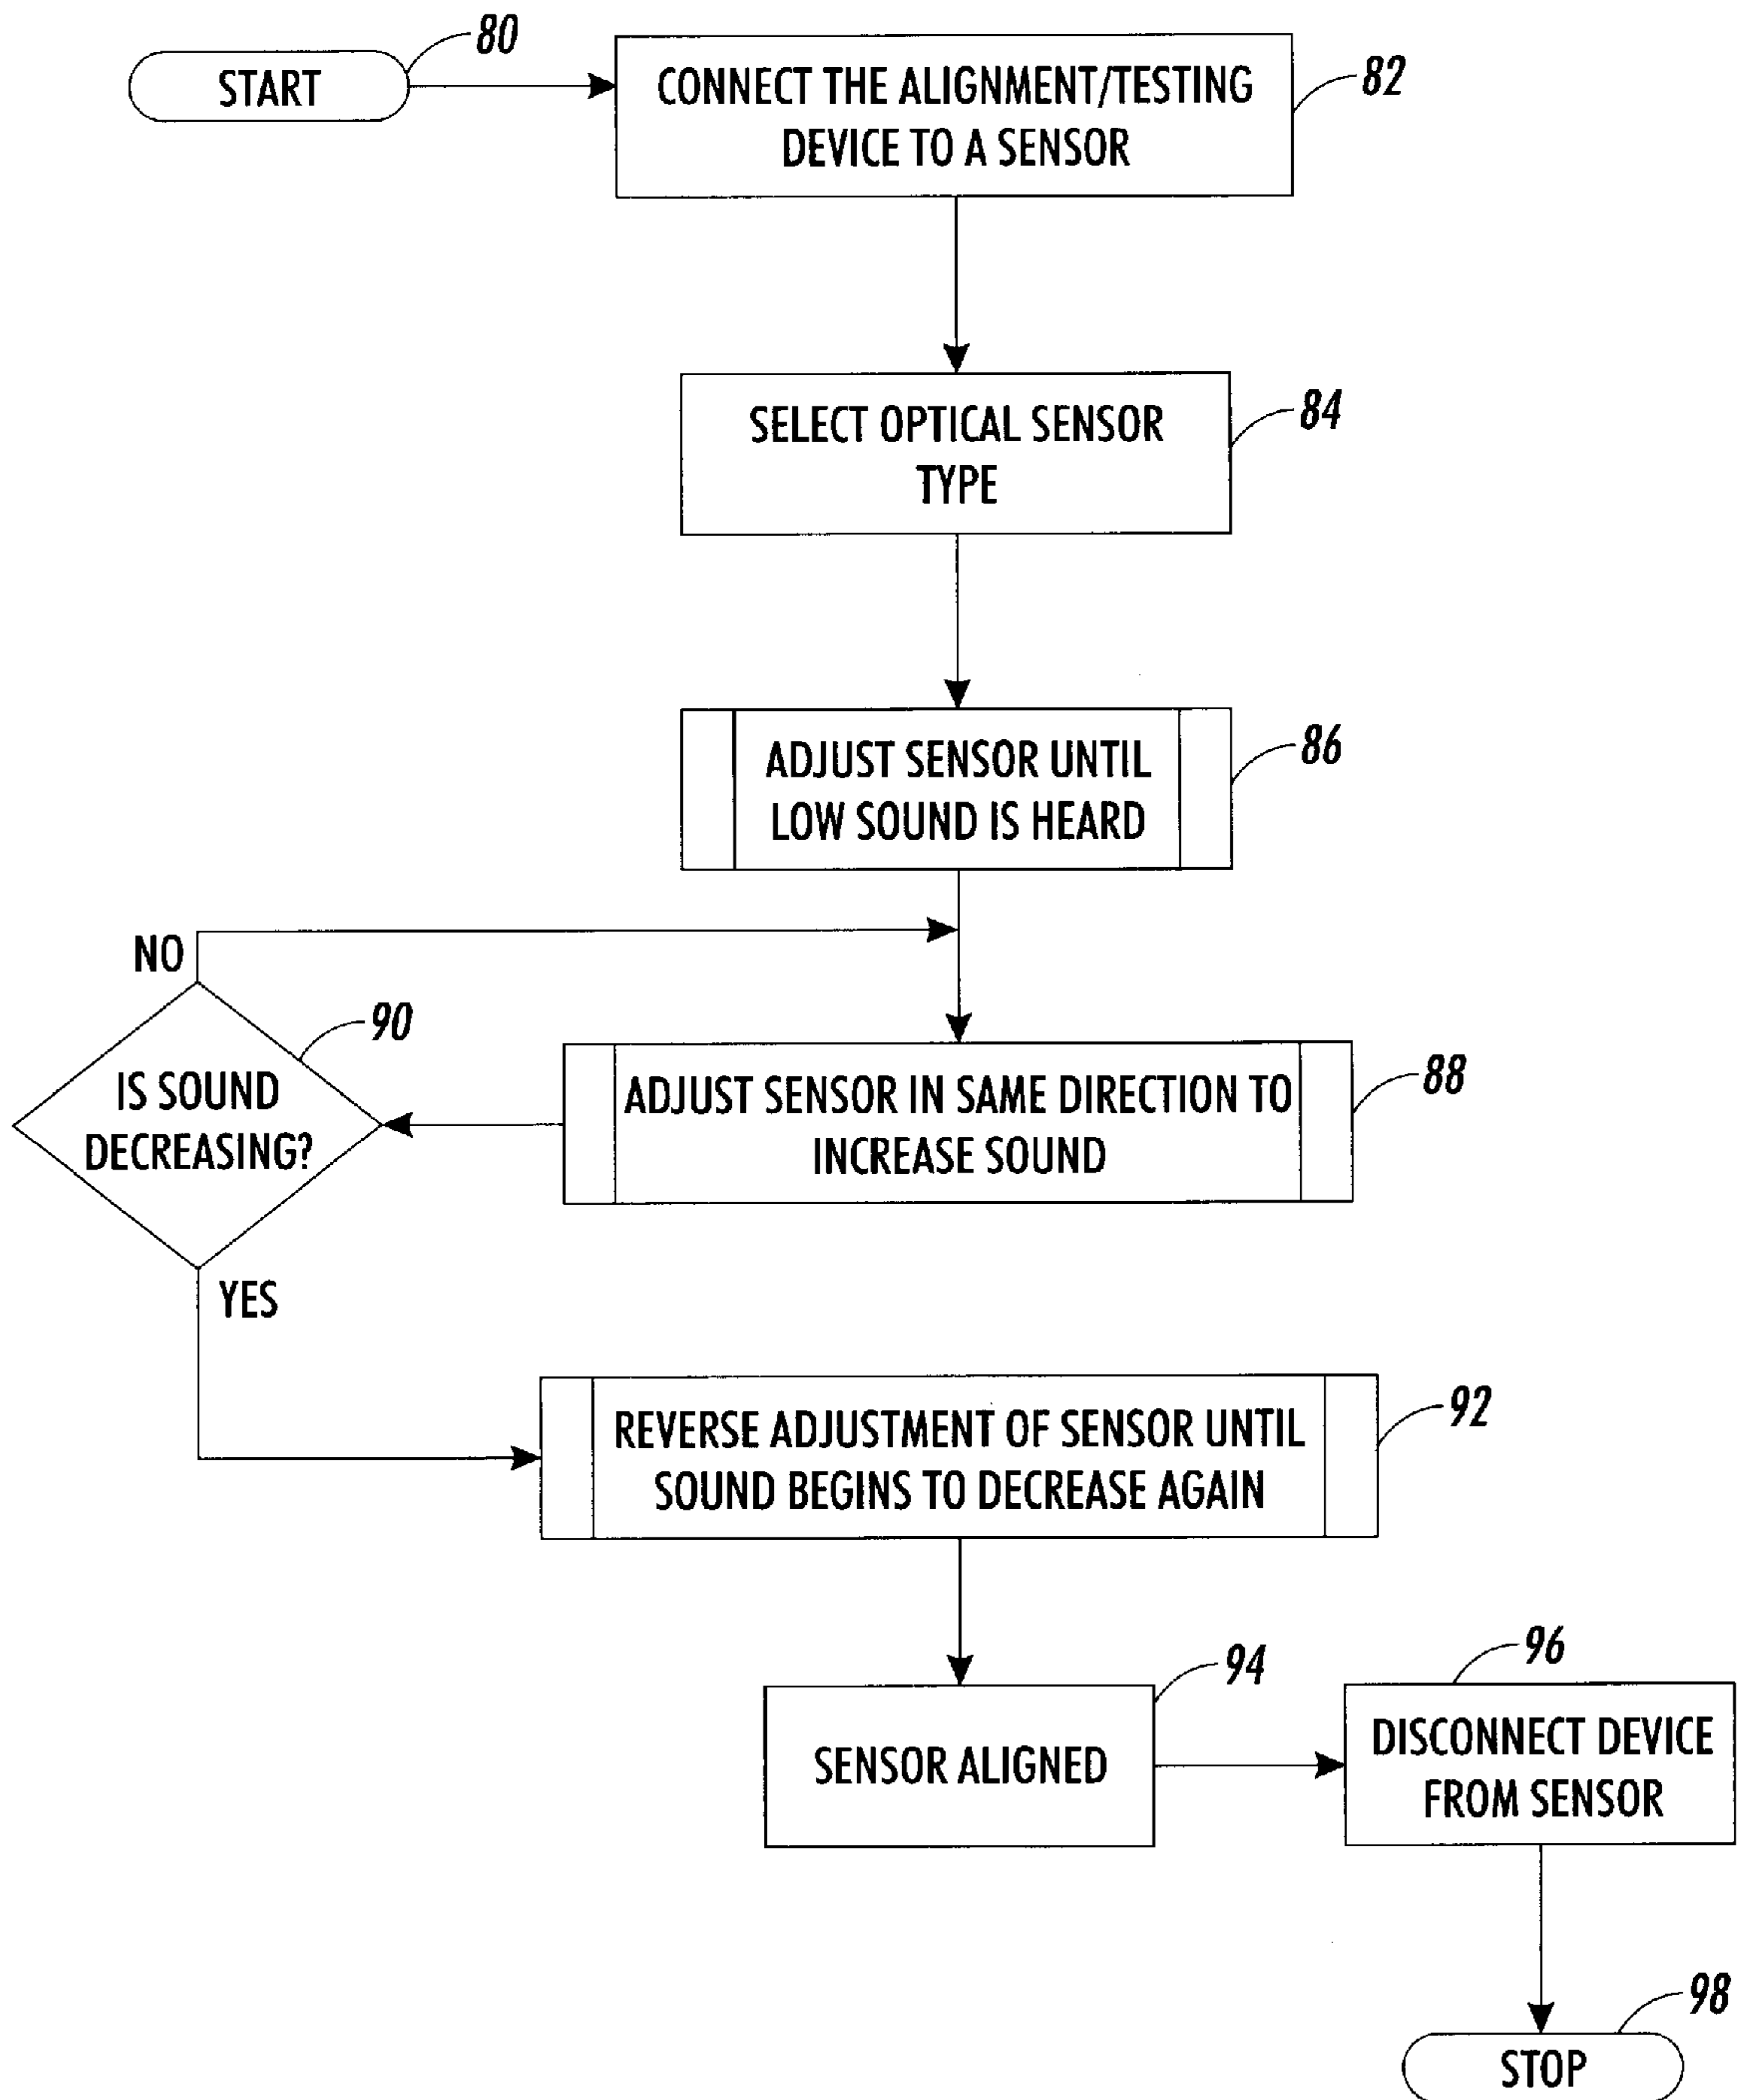 START
80
CONNECT THE ALIGNMENT/TESTING
DEVICE TO A SENSOR
82
SELECT OPTICAL SENSOR
TYPE
84
ADJUST SENSOR UNTIL
LOW SOUND IS HEARD
86
NO
90
IS SOUND
DECREASING?
ADJUST SENSOR IN SAME DIRECTION TO
INCREASE SOUND
88
YES
REVERSE ADJUSTMENT OF SENSOR UNTIL
SOUND BEGINS TO DECREASE AGAIN
92
SENSOR ALIGNED
94
DISCONNECT DEVICE
FROM SENSOR
96
STOP
98